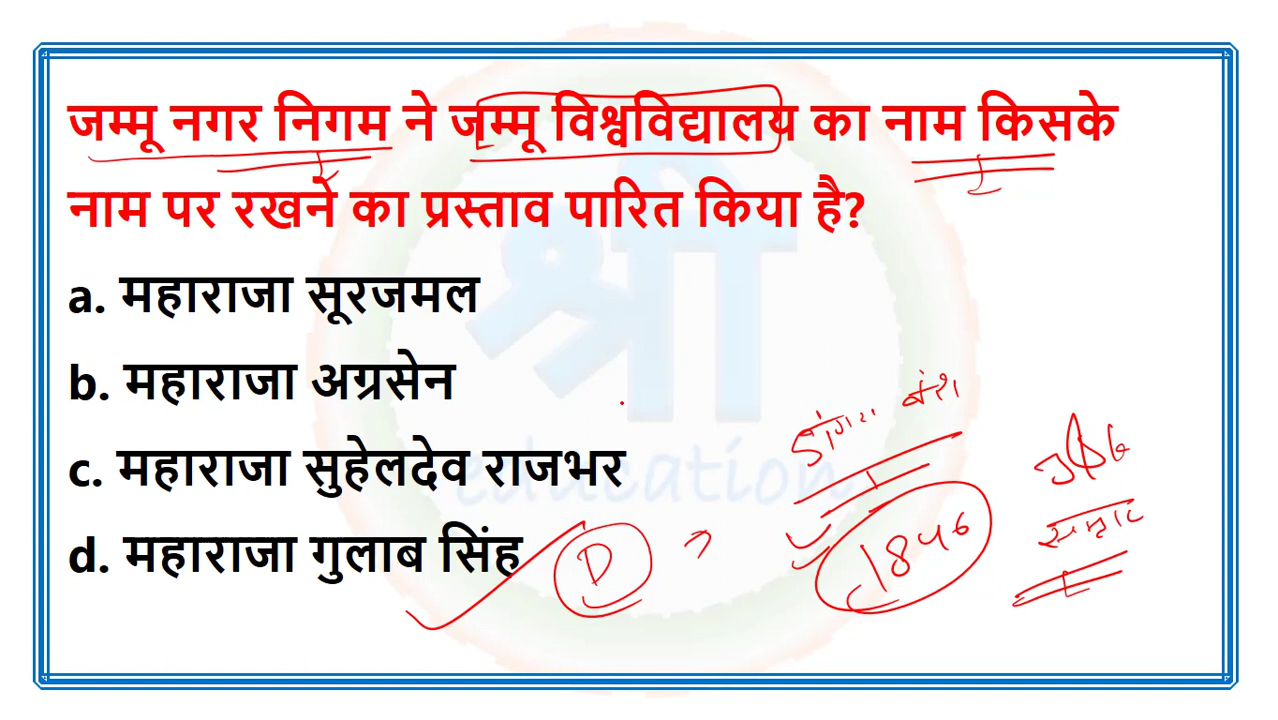 जम्मू नगर निगम ने जम्मू विश्वविद्यालय का नाम किसके
नाम पर रखने का प्रस्ताव पारित किया है?
a. महाराजा सूरजमल
b. महाराजा अग्रसेन
c. महाराजा सुहेलदेव राजभर
d. महाराजा गुलाब सिंह
D
1846
श्री
education